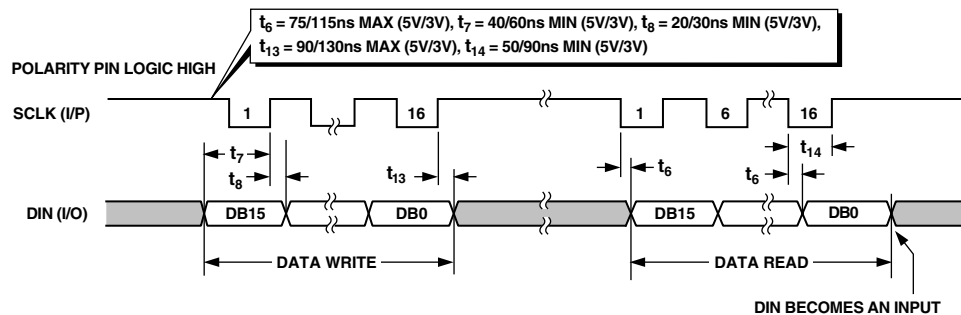 t6 = 75/115ns MAX (5V/3V), t7 = 40/60ns MIN (5V/3V), t8 = 20/30ns MIN (5V/3V),
t13 = 90/130ns MAX (5V/3V), t14 = 50/90ns MIN (5V/3V)
POLARITY PIN LOGIC HIGH
SCLK (I/P)
1
16
1
6
16
t7
t8
t13
t6
t6
t14
DIN (I/O)
DB15
DB0
DB15
DB0
DATA WRITE
DATA READ
DIN BECOMES AN INPUT